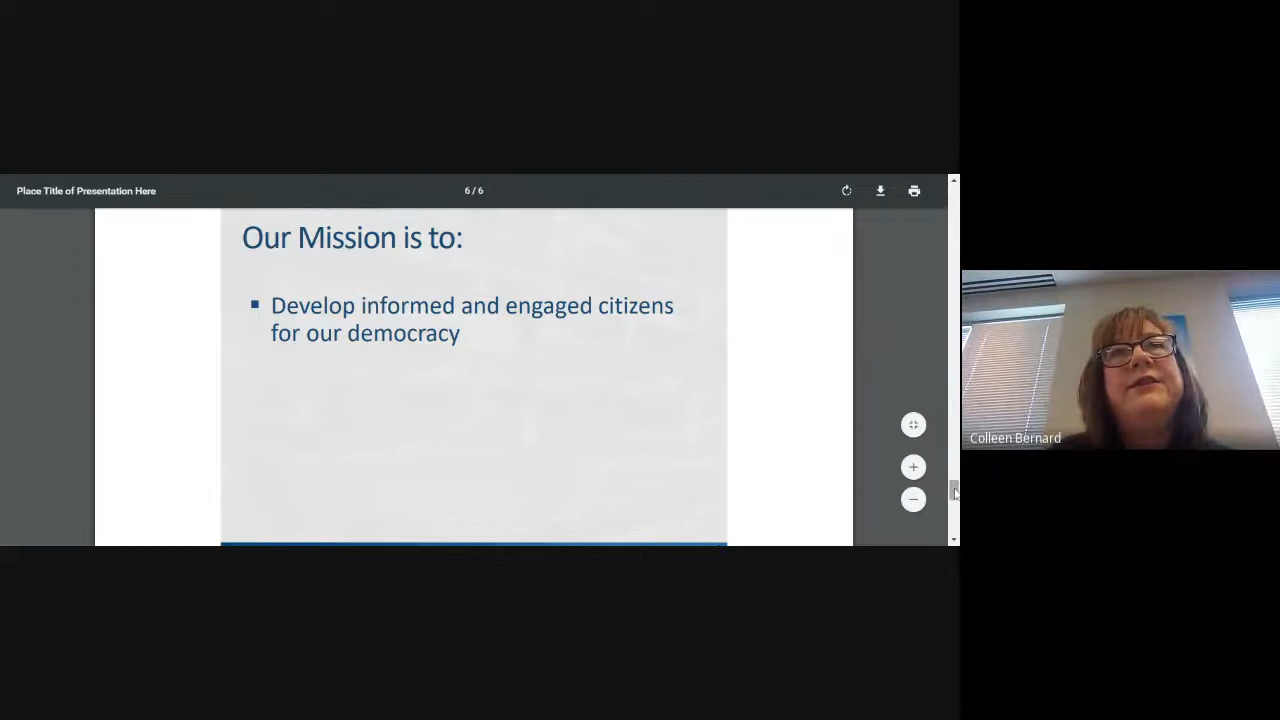 Place Title of Presentation Here
6 / 6
Our Mission is to:
Develop informed and engaged citizens
for our democracy
Colleen Bernard